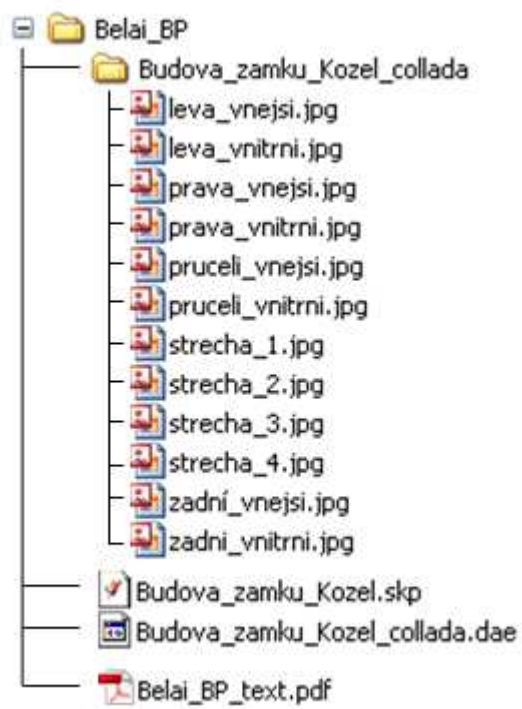 Belai_BP
Budova_zamku_Kozel_collada
leva_vnejsi.jpg
leva_vnitrni.jpg
prava_vnejsi.jpg
prava_vnitrni.jpg
pruceli_vnejsi.jpg
pruceli_vnitrni.jpg
strecha_1.jpg
strecha_2.jpg
strecha_3.jpg
strecha_4.jpg
zadní_vnejsi.jpg
zadni_vnitrni.jpg
Budova_zamku_Kozel.skp
Budova_zamku_Kozel_collada.dae
Belai_BP_text.pdf